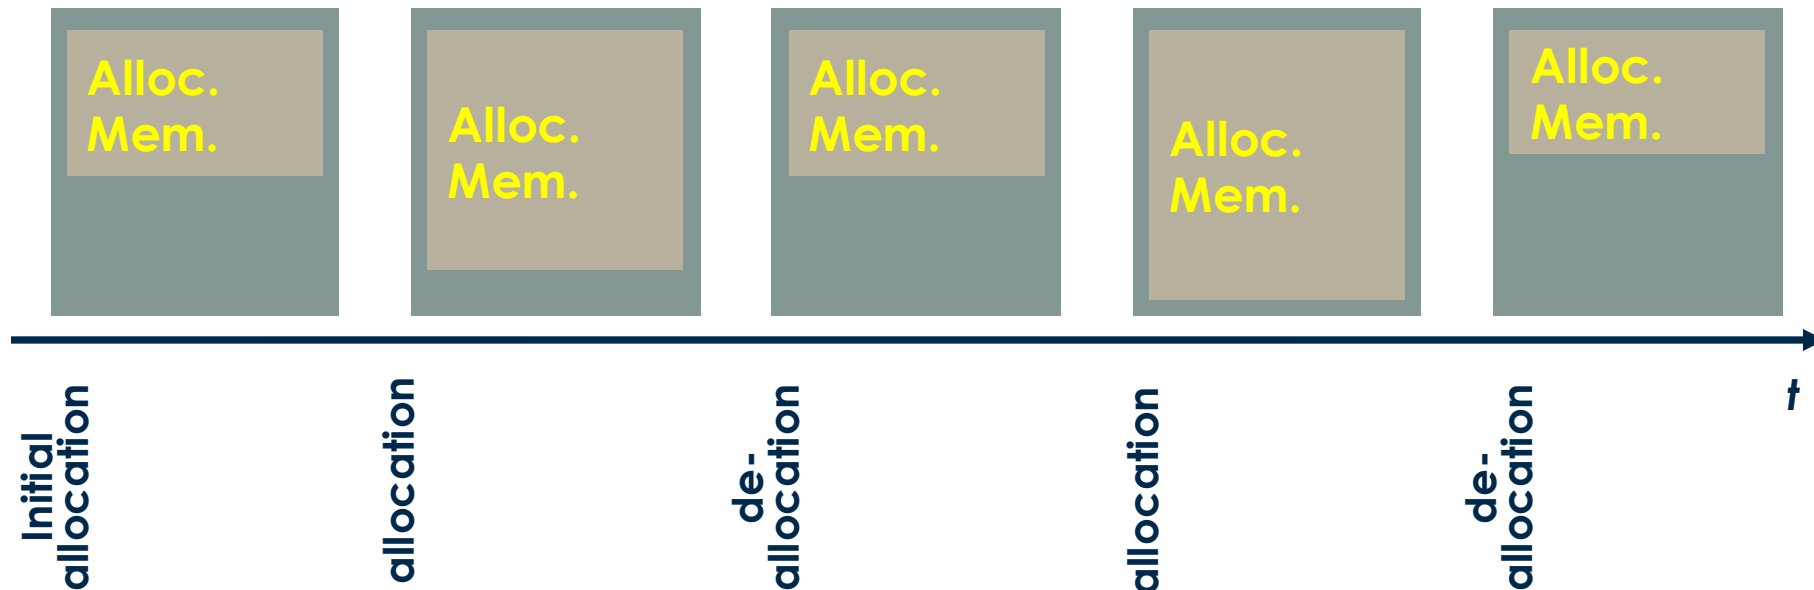 Alloc.
Mem.
Alloc.
Mem.
Alloc.
Mem.
Alloc.
Mem.
Alloc.
Mem.
Initial
allocation
allocation
de-
allocation
allocation
de-
allocation
t